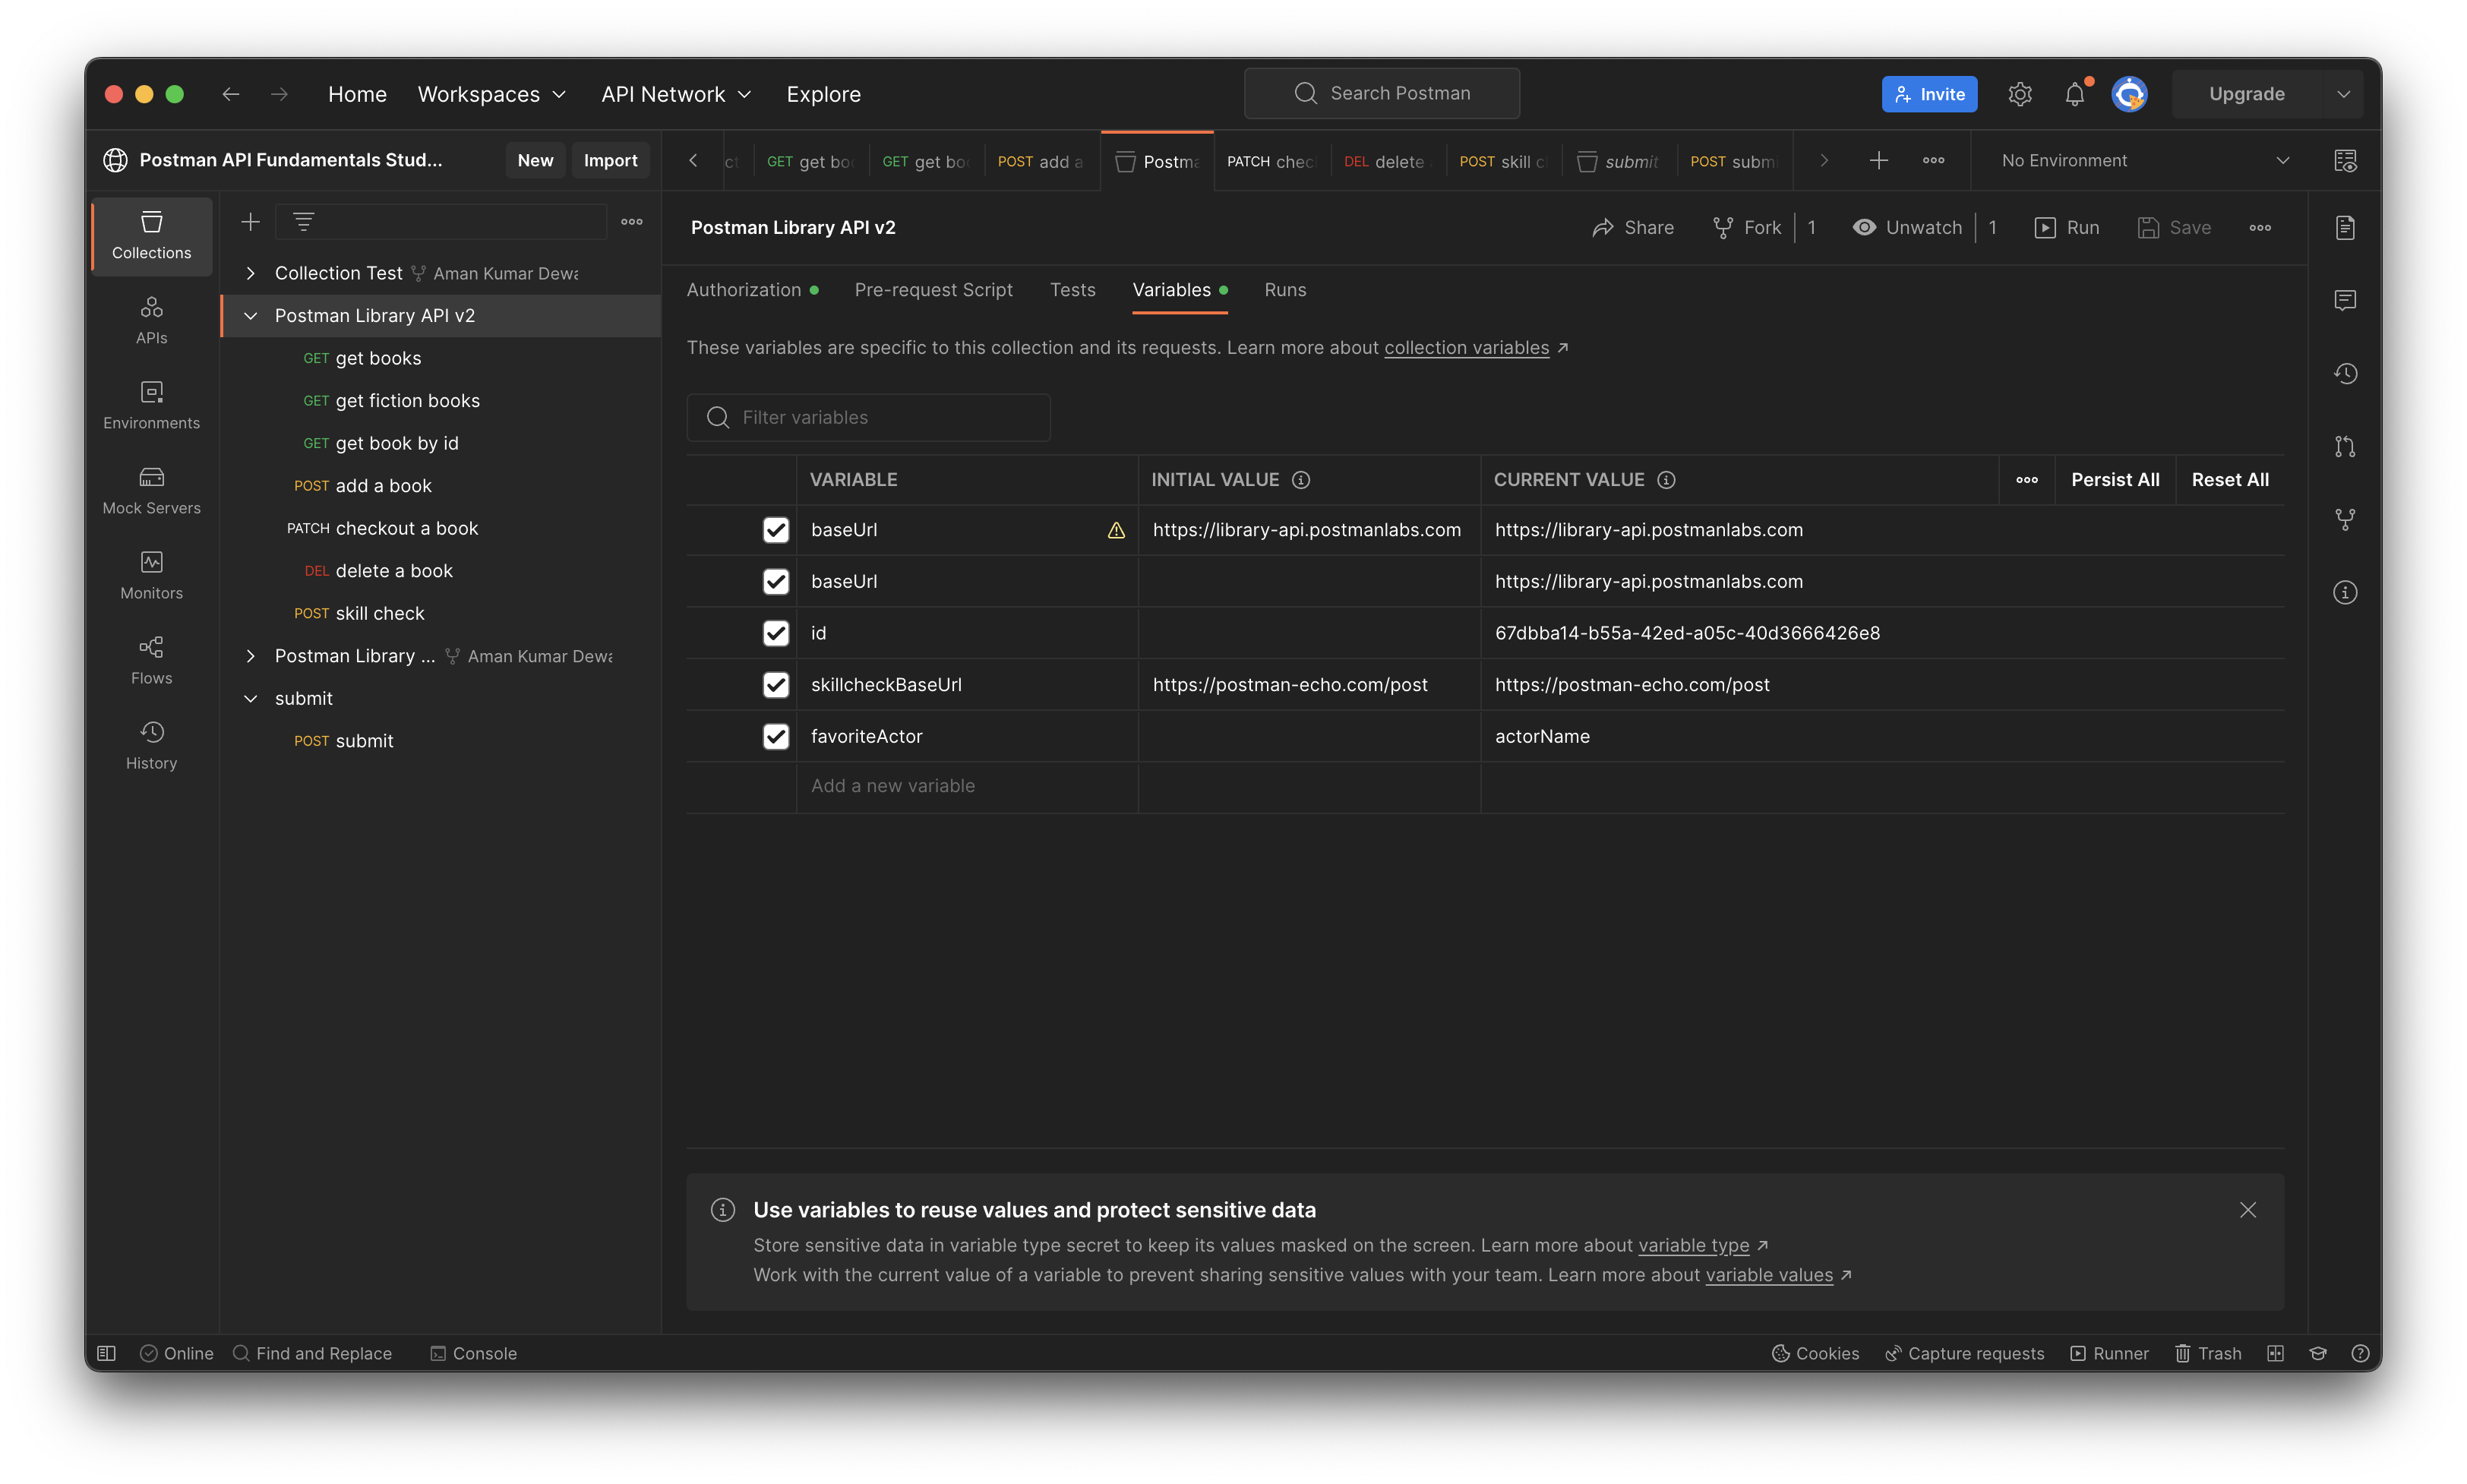 Home
Workspaces
API Network
Explore
Search Postman
Invite
Upgrade
Postman API Fundamentals Stud...
New
Import
GET get
GET get
POST add a
PATCH
DEL delete
POST skill
submit
POST
No Environment
Collections
APIs
Environments
Mock Servers
Monitors
Flows
History
Collection Test Aman Kumar
Postman Library API v2
GET get books
GET get fiction books
GET get book by id
POST add a book
PATCH checkout a book
DEL delete a book
POST skill check
Postman Library ... Aman Kumar
submit
POST submit
Postman Library API v2
Share
Fork 1
Unwatch 1
Run
Save
Authorization
Pre-request Script
Tests
Variables
Runs
These variables are specific to this collection and its requests. Learn more about collection variables ↗
Filter variables
VARIABLE INITIAL VALUE CURRENT VALUE Persist All Reset All
baseUrl https://library-api.postmanlabs.com https://library-api.postmanlabs.com
baseUrl https://library-api.postmanlabs.com
id 67dbba14-b55a-42ed-a05c-40d3666426e8
skillcheckBaseUrl https://postman-echo.com/post https://postman-echo.com/post
favoriteActor actorName
Add a new variable
Use variables to reuse values and protect sensitive data
Store sensitive data in variable type secret to keep its values masked on the screen. Learn more about variable type ↗
Work with the current value of a variable to prevent sharing sensitive values with your team. Learn more about variable values ↗
Online
Find and Replace
Console
Cookies
Capture requests
Runner
Trash